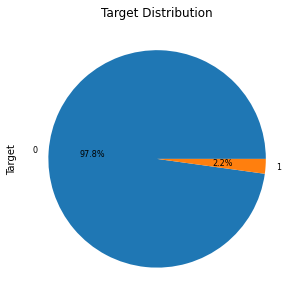 Target Distribution
0
97.8%
2.2%
1
Target